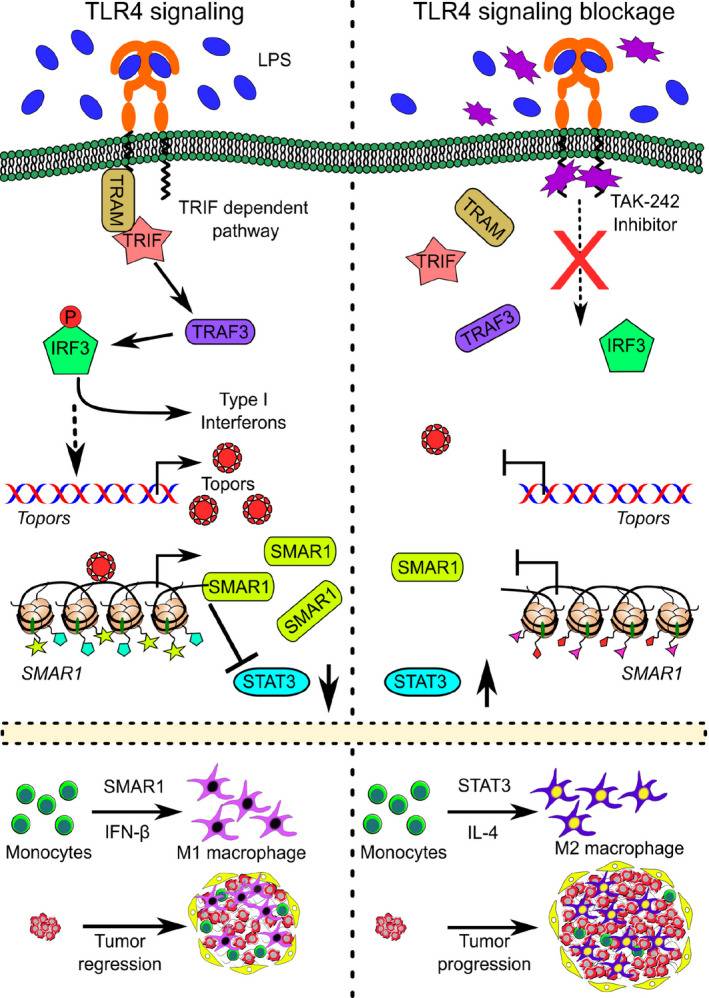 TLR4 signaling
LPS
TRAM
TRIF
TRIF dependent
pathway
P
IRF3
TRAF3
Type I
Interferons
Topors
Topors
SMAR1
SMAR1
SMAR1
SMAR1
STAT3
SMAR1
IFN-β
Monocytes
M1 macrophage
Tumor
regression
TLR4 signaling blockage
TAK-242
Inhibitor
TRAM
TRIF
TRAF3
IRF3
Topors
SMAR1
SMAR1
STAT3
STAT3
IL-4
Monocytes
M2 macrophage
Tumor
progression